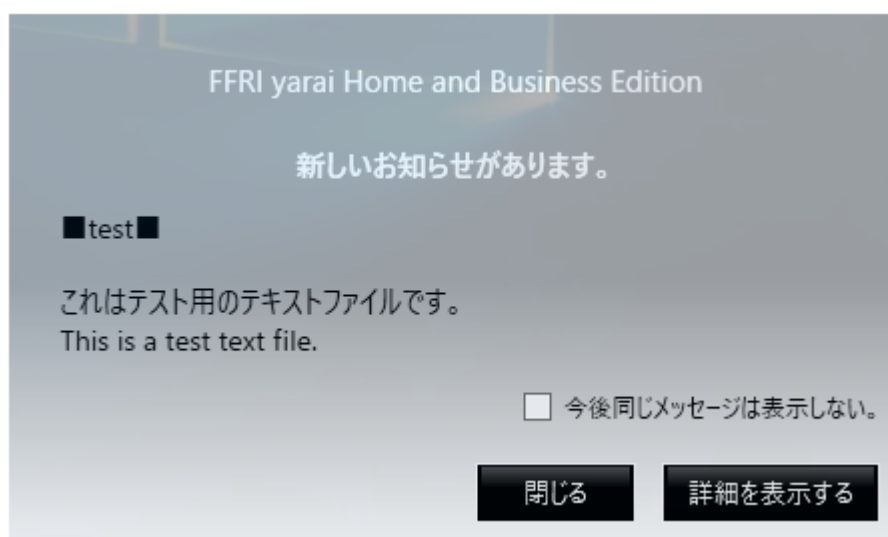 FFRI yarai Home and Business Edition
新しいお知らせがあります。
■test■
これはテスト用のテキストファイルです。
This is a test text file.
今後同じメッセージは表示しない。
閉じる
詳細を表示する